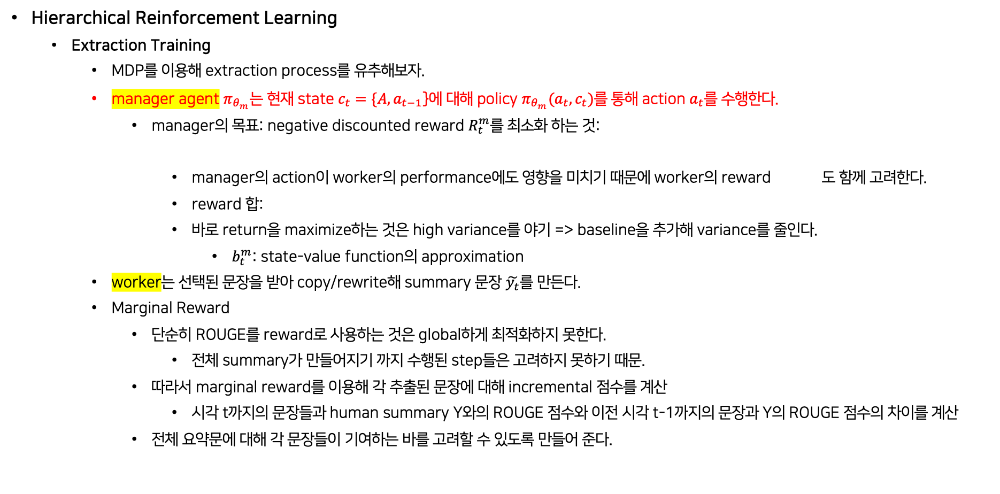 • Hierarchical Reinforcement Learning
• Extraction Training
• MDP를 이용해 extraction process를 유추해보자.
• manager agent π_{θ_m}는 현재 state c_t = {A, a_{t−1}}에 대해 policy π_{θ_m}(a_t, c_t)를 통해 action a_t를 수행한다.
• manager의 목표: negative discounted reward R_t^m를 최소화 하는 것:
• manager의 action이 worker의 performance에도 영향을 미치기 때문에 worker의 reward 도 함께 고려한다.
• reward 합:
• 바로 return을 maximize하는 것은 high variance를 야기 => baseline을 추가해 variance를 줄인다.
• b_t^m: state-value function의 approximation
• worker는 선택된 문장을 받아 copy/rewrite해 summary 문장 ỹ_t를 만든다.
• Marginal Reward
• 단순히 ROUGE를 reward로 사용하는 것은 global하게 최적화하지 못한다.
• 전체 summary가 만들어지기 까지 수행된 step들은 고려하지 못하기 때문.
• 따라서 marginal reward를 이용해 각 추출된 문장에 대해 incremental 점수를 계산
• 시각 t까지의 문장들과 human summary Y와의 ROUGE 점수와 이전 시각 t-1까지의 문장과 Y의 ROUGE 점수의 차이를 계산
• 전체 요약문에 대해 각 문장들이 기여하는 바를 고려할 수 있도록 만들어 준다.